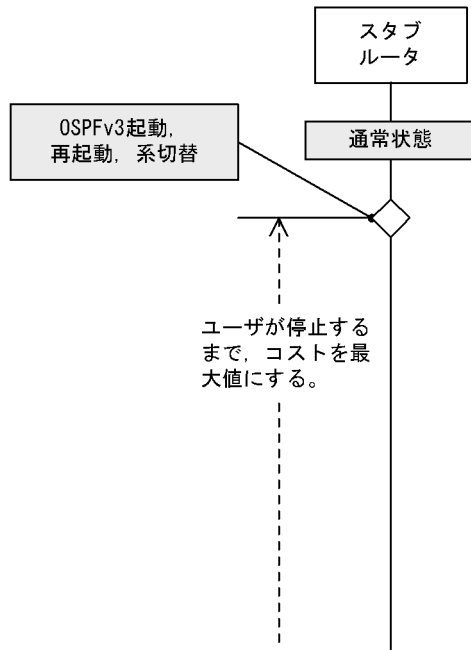 スタブ
ルータ
OSPFv3起動，
再起動，系切替
通常状態
ユーザが停止する
まで，コストを最
大値にする。